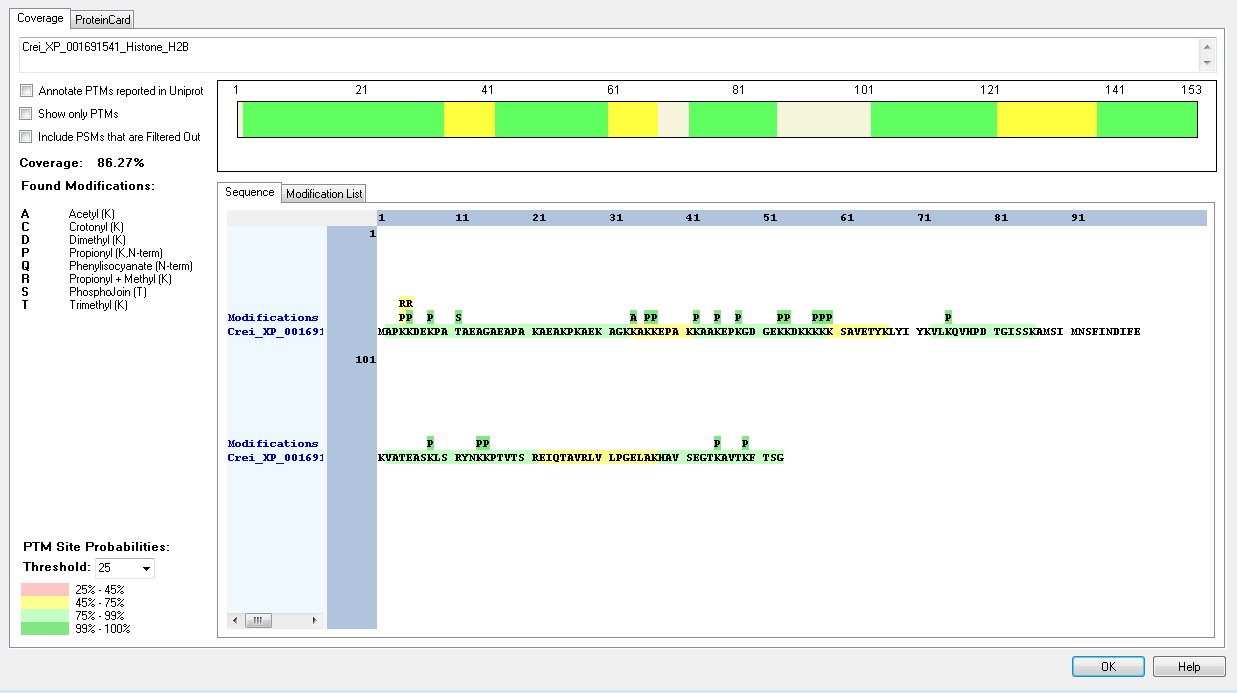 Coverage ProteinCard
Crei_XP_001691541_Histone_H2B
Annotate PTMs reported in Uniprot
Show only PTMs
Include PSMs that are Filtered Out
Coverage: 86.27%
Found Modifications:
A Acetyl (K)
C Crotonyl (K)
D Dimethyl (K)
P Propionyl (K,N-term)
Q Phenylisocyanate (N-term)
R Propionyl + Methyl (K)
S PhosphoJoin (T)
T Trimethyl (K)
1 21 41 61 81 101 121 141 153
Sequence Modification List
1 11 21 31 41 51 61 71 81 91
1
RR
Modifications PP P S A PP P P P PP PPP P
Crei_XP_001691 MAPKKDEKPA TAEAGAEAPA KAEAKPKAEK AGKKAKKEPA KKAAKEPKGD GEKKDKKKKK SAVETYKLYI YKVLKQVHPD TGISSKAMSI MNSFINDIFE
101
Modifications P PP P P
Crei_XP_001691 KVATEASKLS RYNKKPTVTS REIQTAVRLV LPGELAKHAV SEGTKAVTKF TSG
PTM Site Probabilities:
Threshold: 25
25% - 45%
45% - 75%
75% - 99%
99% - 100%
OK Help